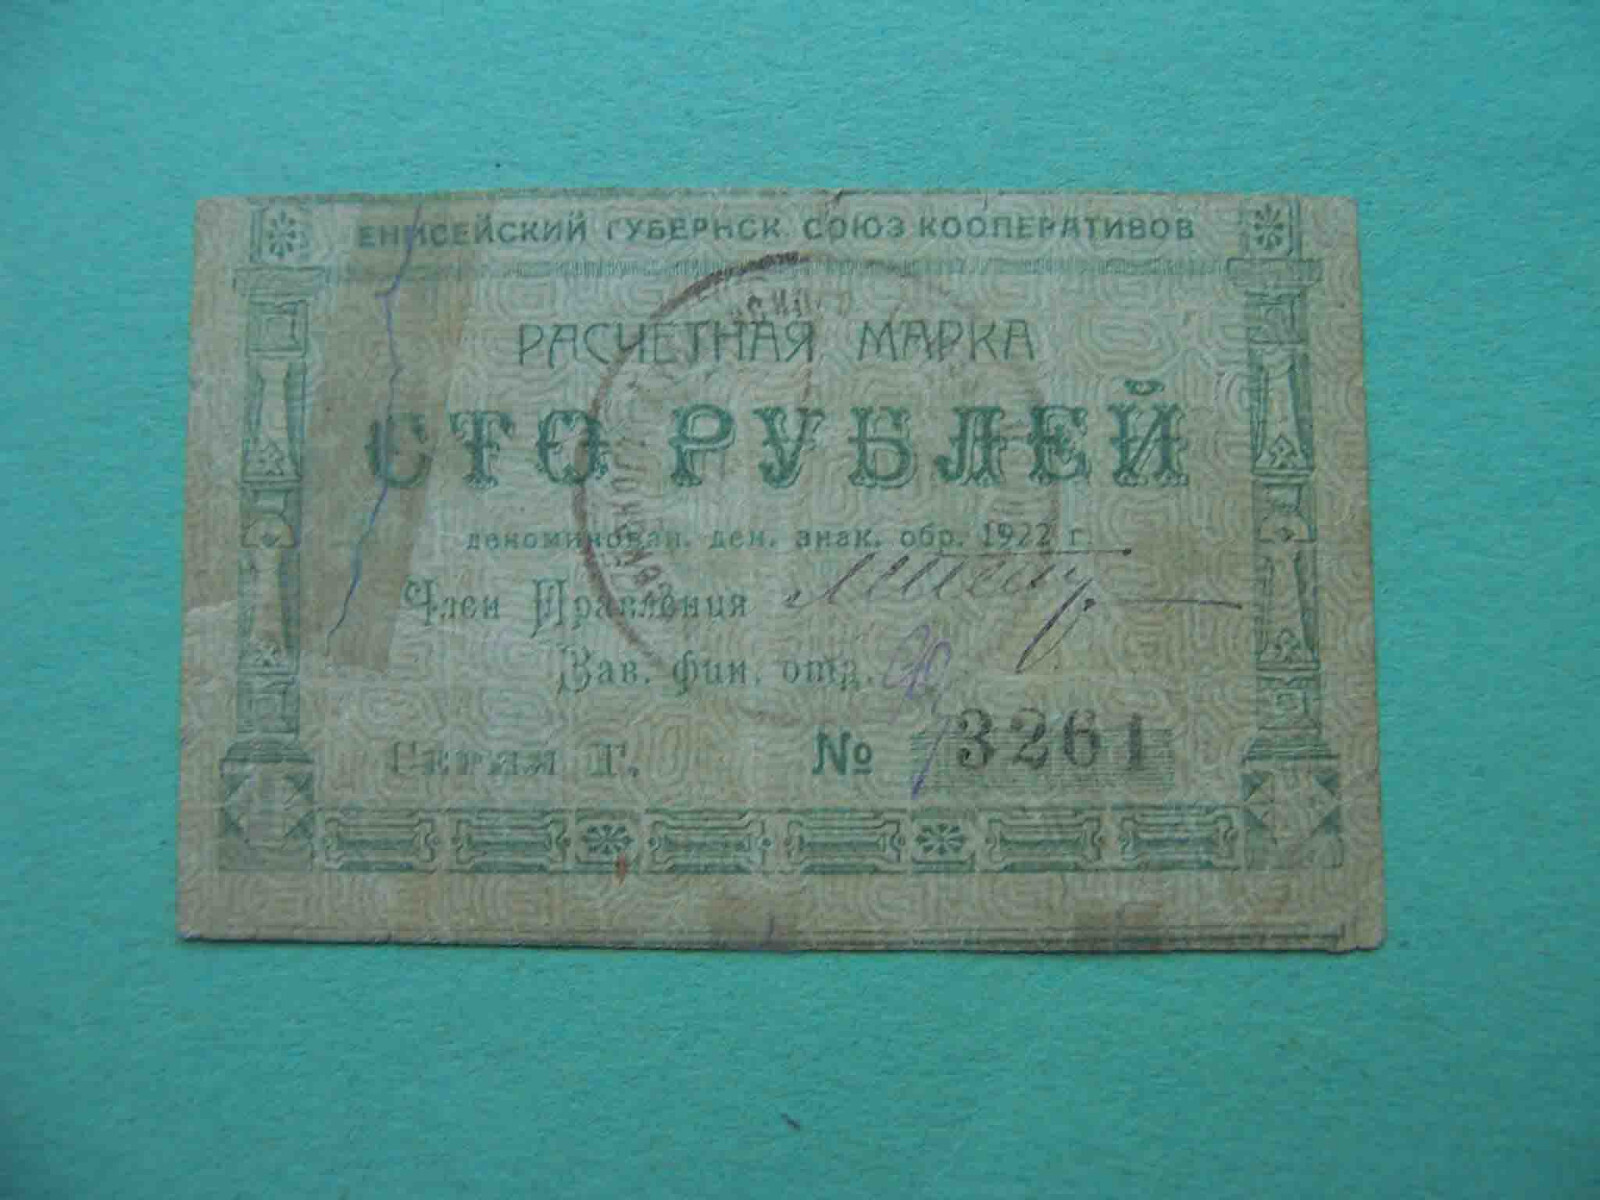 ЕНИСЕЙСКИЙ ГУБЕРНСК. СОЮЗ КООПЕРАТИВОВ
РАСЧЕТНАЯ МАРКА
СТО РУБЛЕЙ
деноминован. ден. знак. обр. 1922 г.
Член Правления
Зав. фин. отд.
Серия Г. № 3261